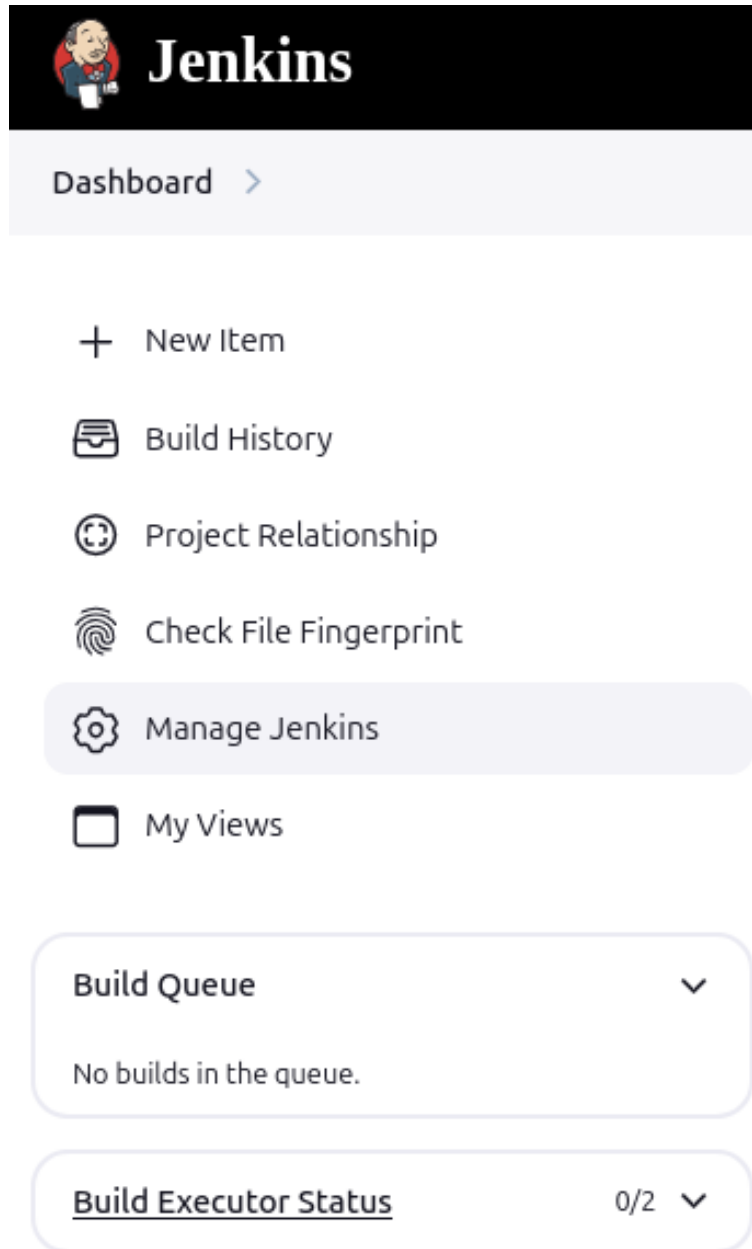 Jenkins
Dashboard
New Item
Build History
Project Relationship
Check File Fingerprint
Manage Jenkins
My Views
Build Queue
No builds in the queue.
Build Executor Status 0/2